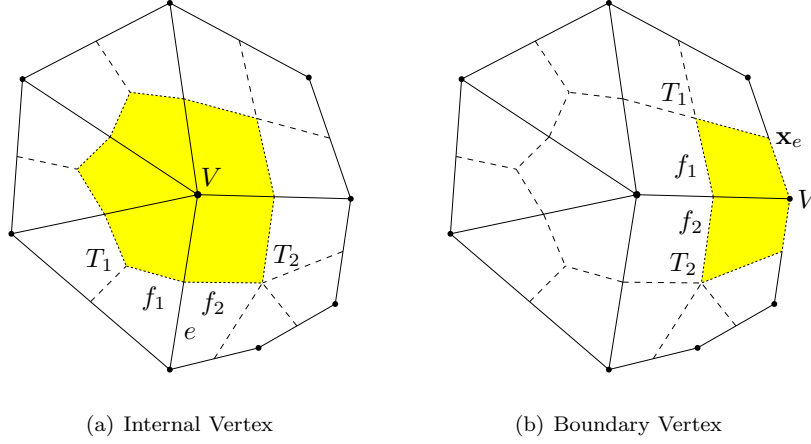 V
T₁
T₂
f₁
f₂
e
(a) Internal Vertex
T₁
xₑ
f₁
V
f₂
T₂
(b) Boundary Vertex